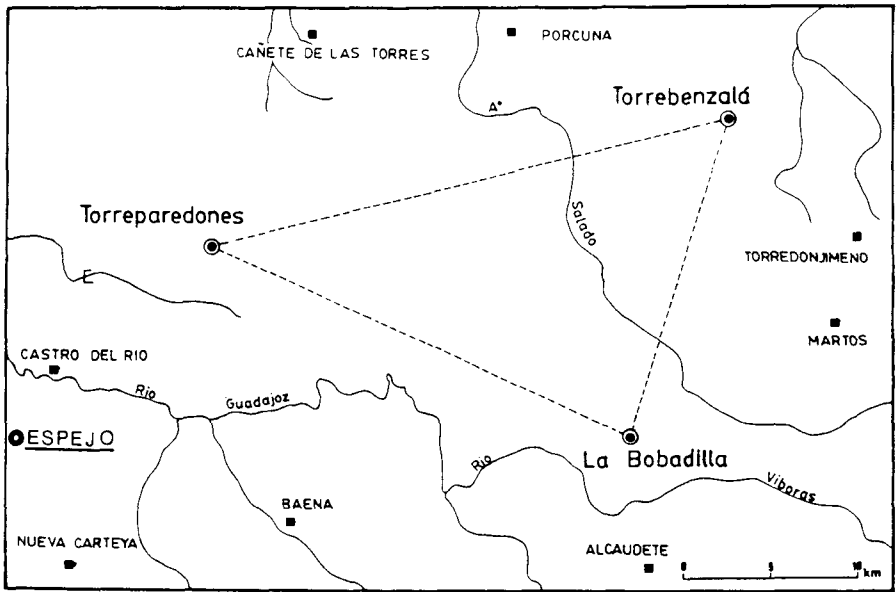 PORCUNA
CAÑETE DE LAS TORRES
Torrebenzalá
A°
Torreparedones
Salado
TORREDONJIMENO
E
MARTOS
CASTRO DEL RIO
Rio
Guadajoz
ESPEJO
La Bobadilla
Rio
Viboras
BAENA
NUEVA CARTEYA
ALCAUDETE
0 5 10
km